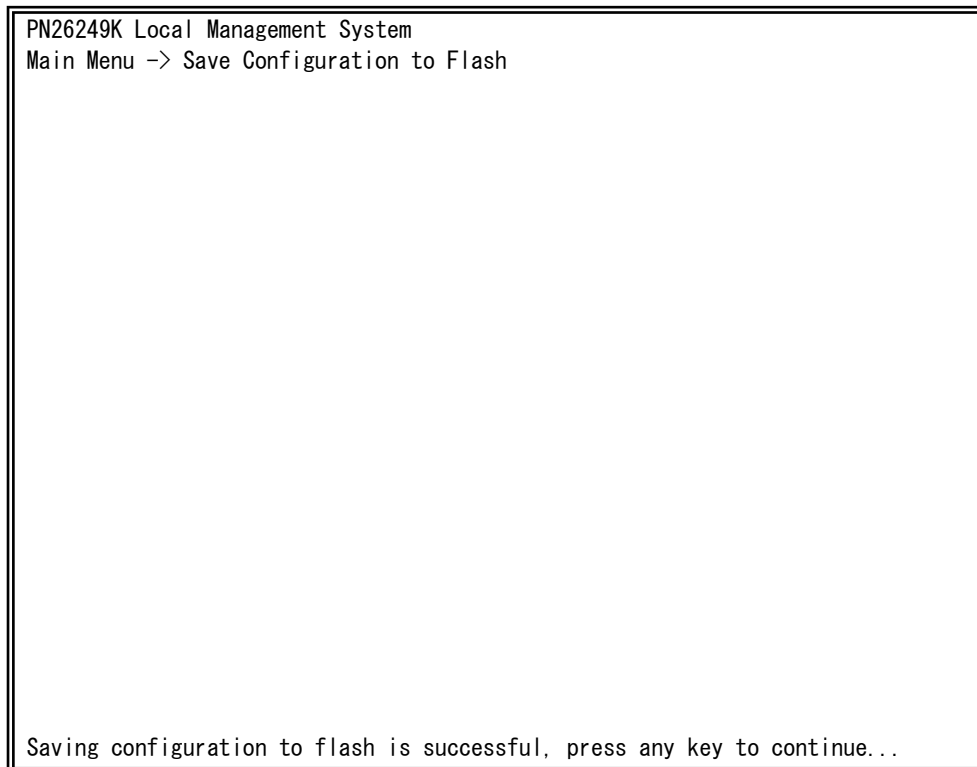 PN26249K Local Management System
Main Menu -> Save Configuration to Flash
Saving configuration to flash is successful, press any key to continue...